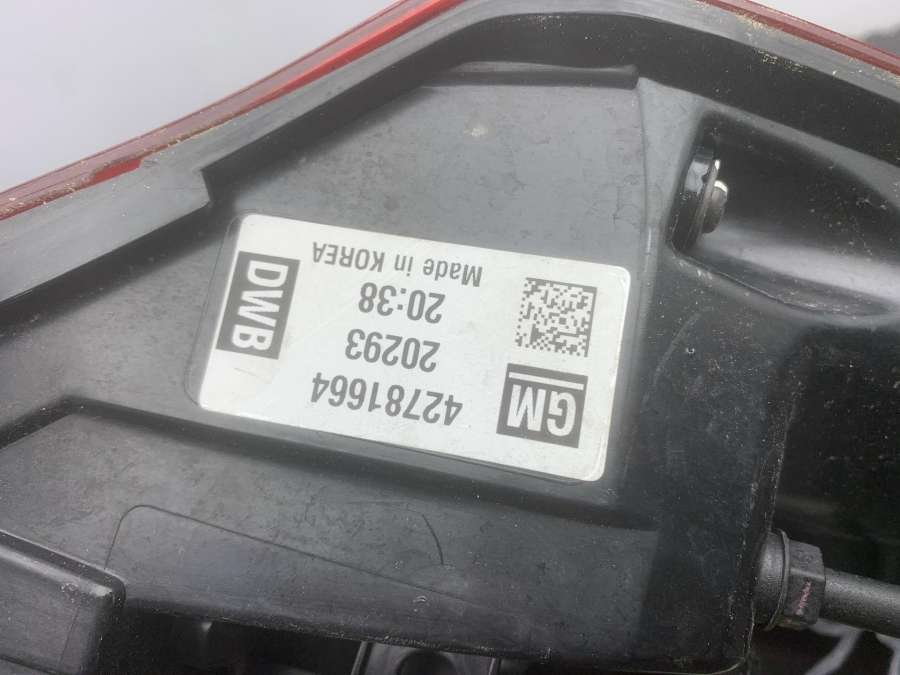 GM 42781664
20293
20:38
Made in KOREA
DWB